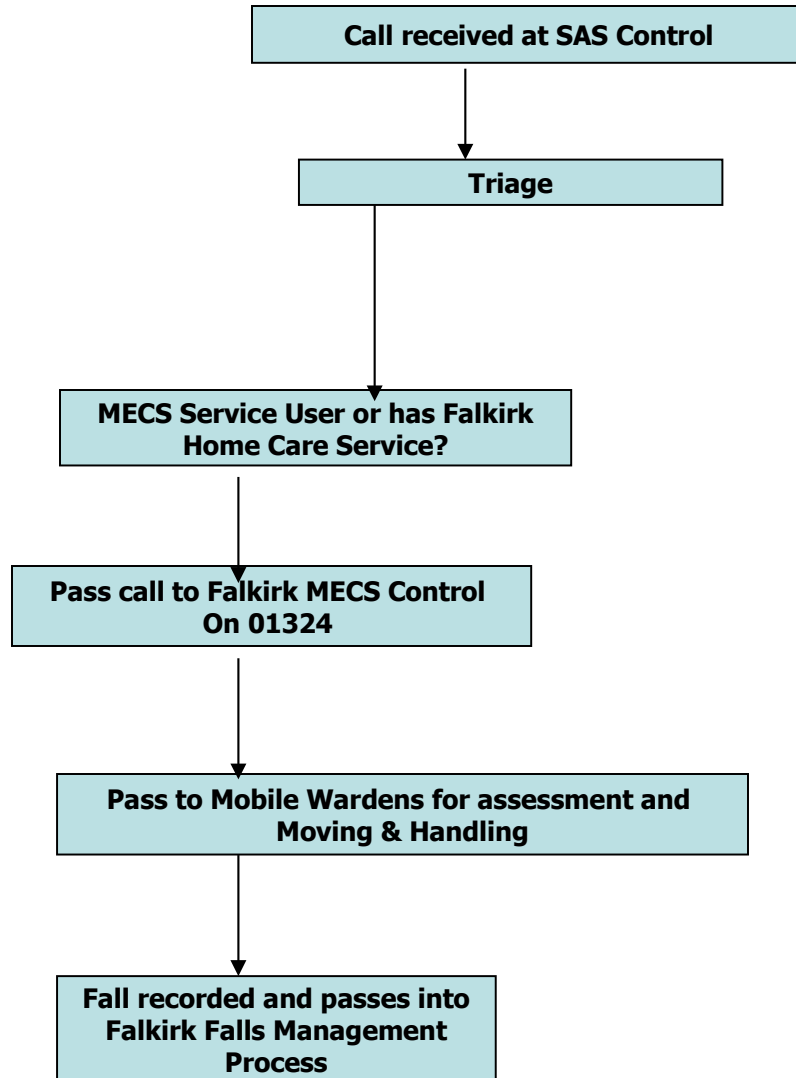 Call received at SAS Control
Triage
MECS Service User or has Falkirk
Home Care Service?
Pass call to Falkirk MECS Control
On 01324
Pass to Mobile Wardens for assessment and
Moving & Handling
Fall recorded and passes into
Falkirk Falls Management
Process